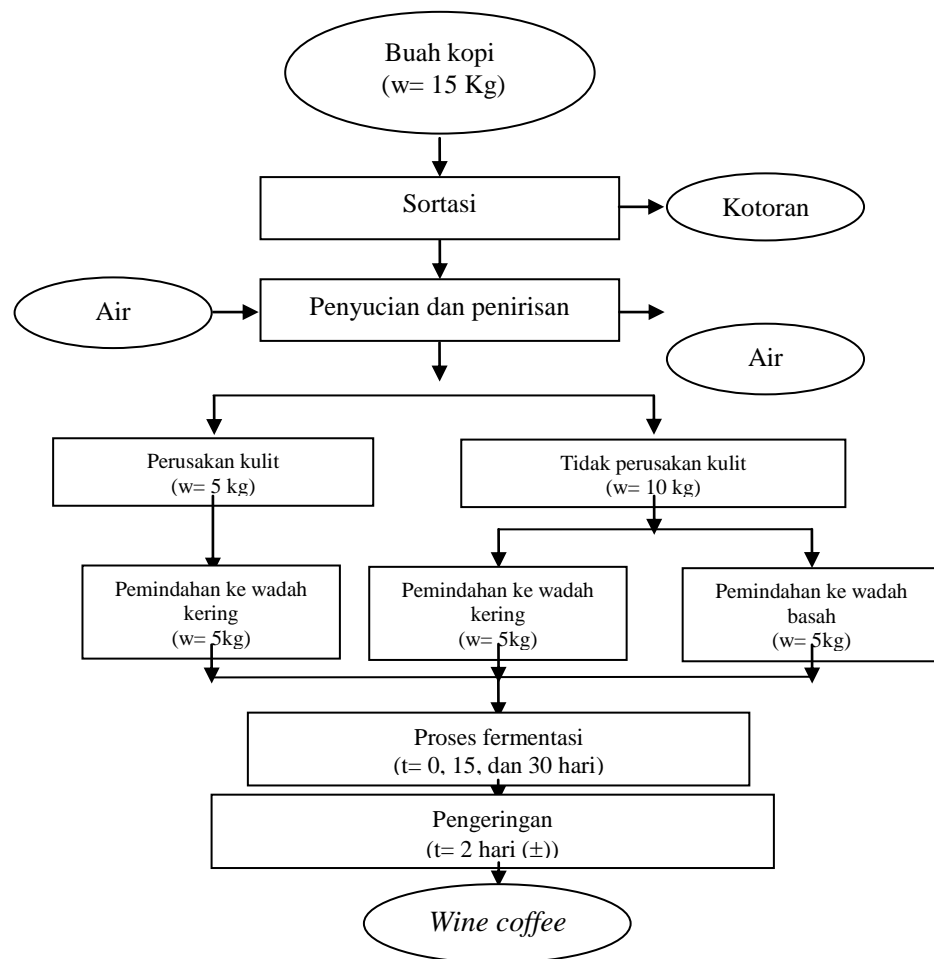 Buah kopi
(w= 15 Kg)
Sortasi
Kotoran
Air
Penyucian dan penirisan
Air
Perusakan kulit
(w= 5 kg)
Tidak perusakan kulit
(w= 10 kg)
Pemindahan ke wadah
kering
(w= 5kg)
Pemindahan ke wadah
kering
(w= 5kg)
Pemindahan ke wadah
basah
(w= 5kg)
Proses fermentasi
(t= 0, 15, dan 30 hari)
Pengeringan
(t= 2 hari (±))
Wine coffee